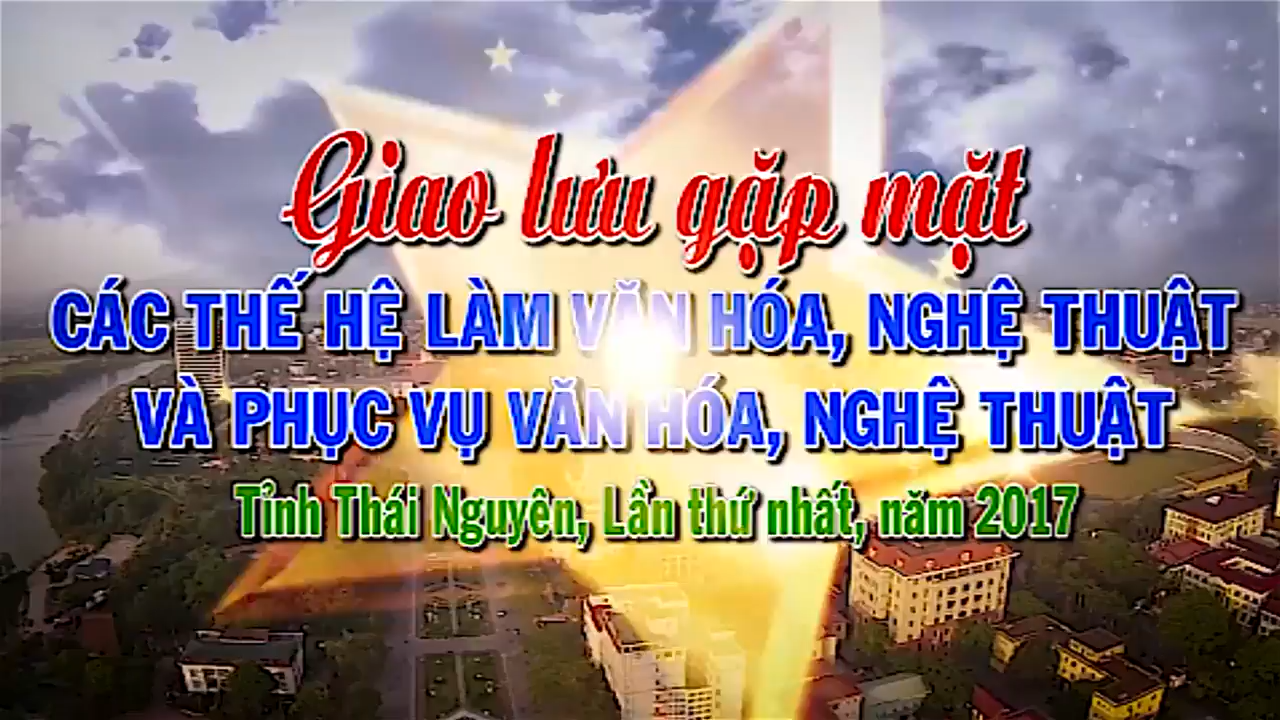 Giao lưu gặp mặt
CÁC THẾ HỆ LÀM VĂN HÓA, NGHỆ THUẬT
VÀ PHỤC VỤ VĂN HÓA, NGHỆ THUẬT
Tỉnh Thái Nguyên, Lần thứ nhất, năm 2017